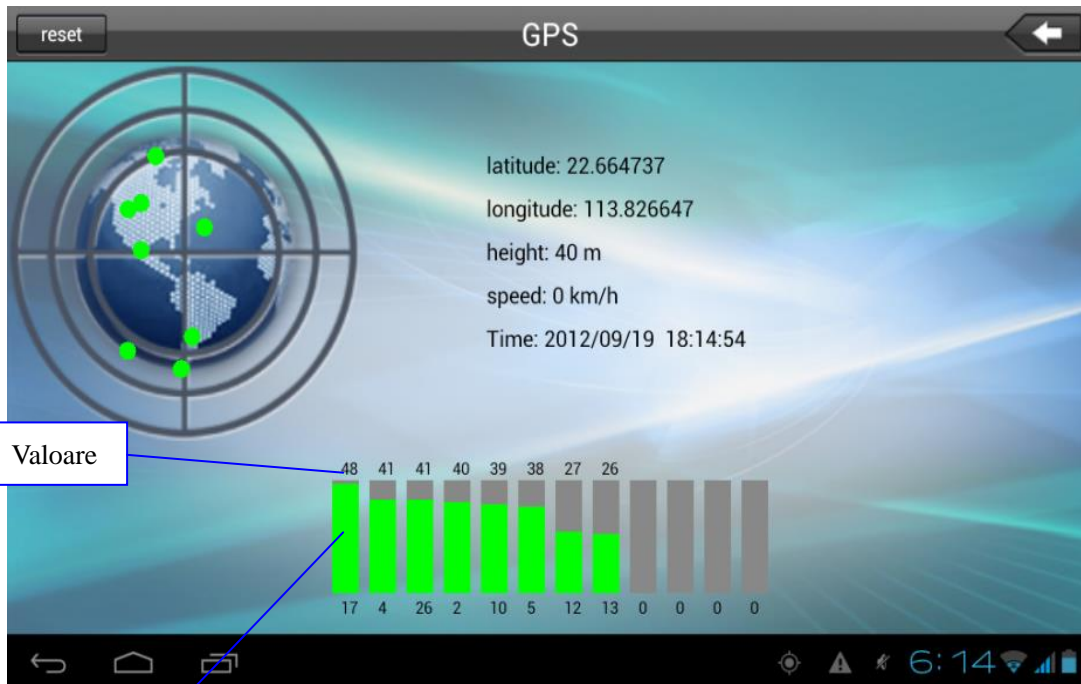 reset
GPS
latitude: 22.664737
longitude: 113.826647
height: 40 m
speed: 0 km/h
Time: 2012/09/19 18:14:54
Valoare
48 41 41 40 39 38 27 26
17 4 26 2 10 5 12 13 0 0 0 0
6:14